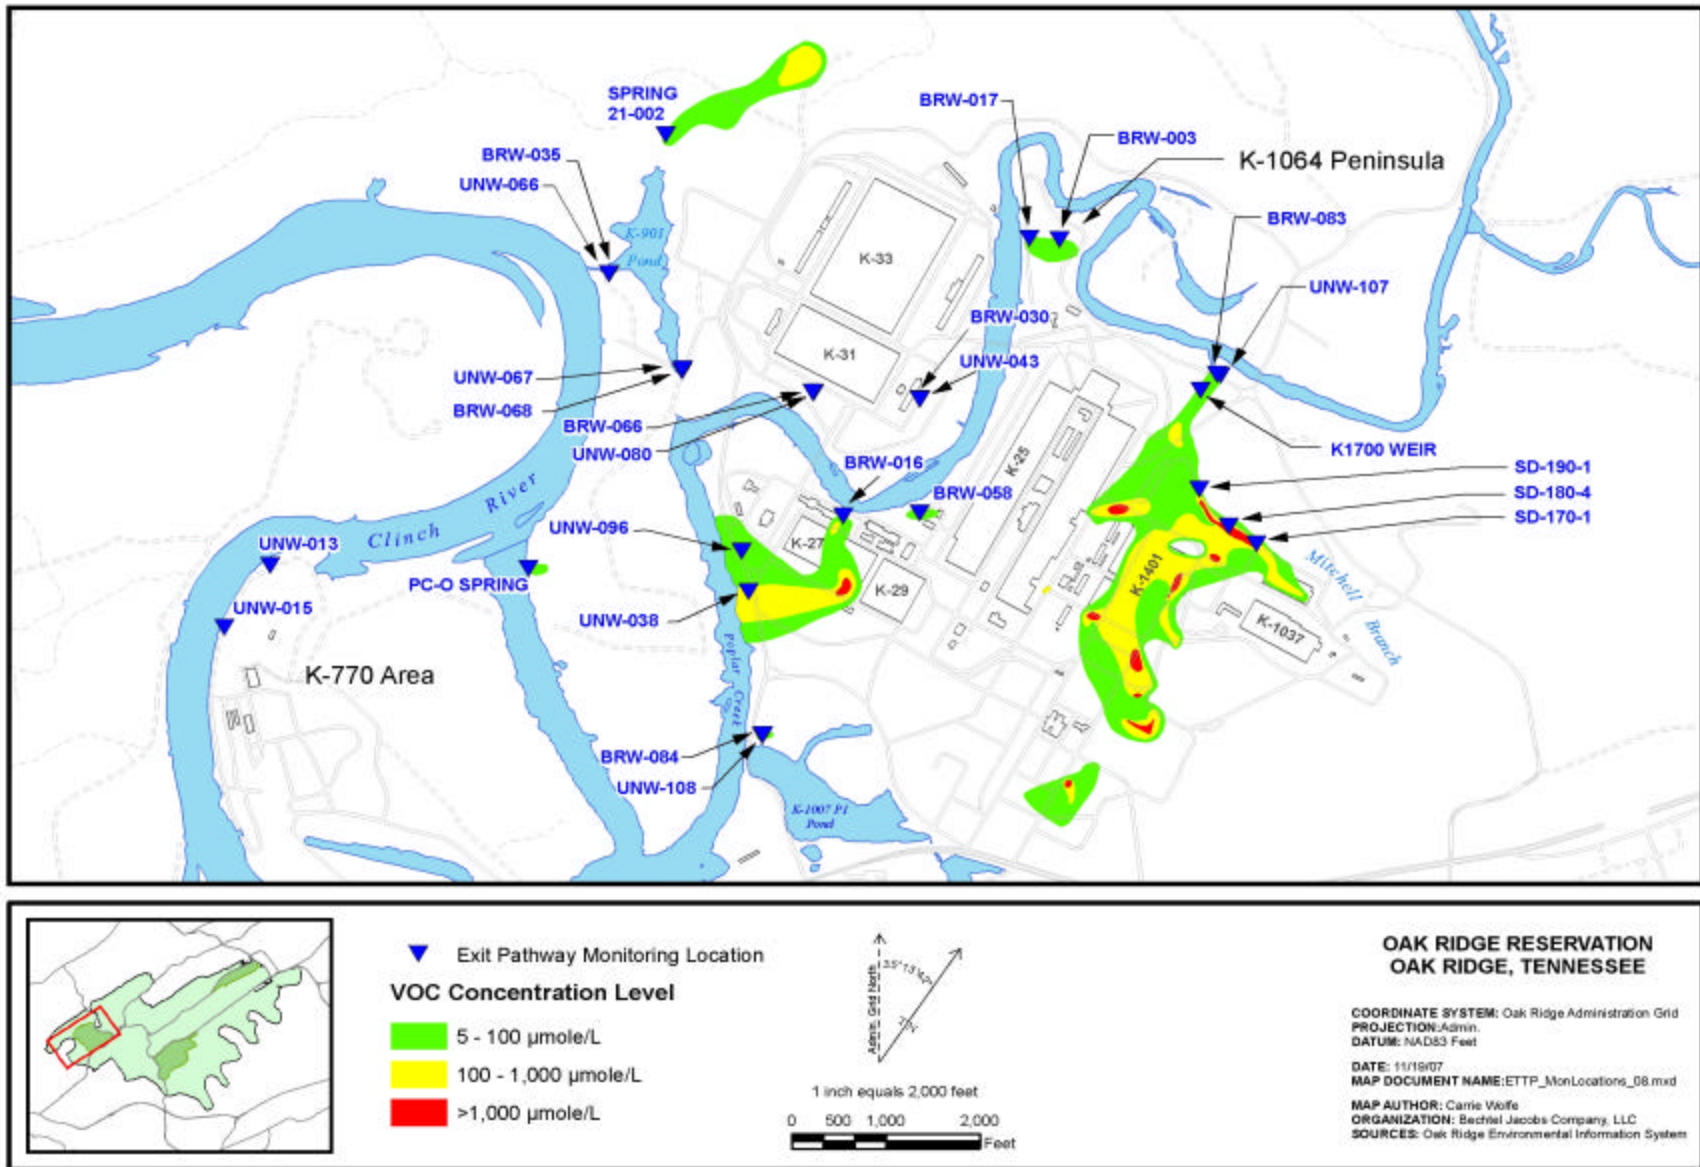 SPRING
21-002
BRW-017
BRW-003
K-1064 Peninsula
BRW-035
UNW-066
BRW-083
K-901
Pond
K-33
UNW-107
BRW-030
K-31
UNW-043
UNW-067
BRW-068
BRW-066
UNW-080
K1700 WEIR
BRW-016
K-25
SD-190-1
BRW-058
SD-180-4
SD-170-1
Clinch River
UNW-096
UNW-013
K-27
PC-O SPRING
K-29
K-1401
Mitchell Branch
UNW-015
UNW-038
K-1037
K-770 Area
Poplar Creek
BRW-084
UNW-108
K-1007 P1
Pond
Exit Pathway Monitoring Location
VOC Concentration Level
5 - 100 µmole/L
100 - 1,000 µmole/L
>1,000 µmole/L
Admin. Grid North
1 inch equals 2,000 feet
0 500 1,000 2,000
Feet
OAK RIDGE RESERVATION
OAK RIDGE, TENNESSEE
COORDINATE SYSTEM: Oak Ridge Administration Grid
PROJECTION:Admin.
DATUM: NAD83 Feet
DATE: 11/19/07
MAP DOCUMENT NAME:ETTP_MonLocations_08.mxd
MAP AUTHOR: Carrie Wolfe
ORGANIZATION: Bechtel Jacobs Company, LLC
SOURCES: Oak Ridge Environmental Information System